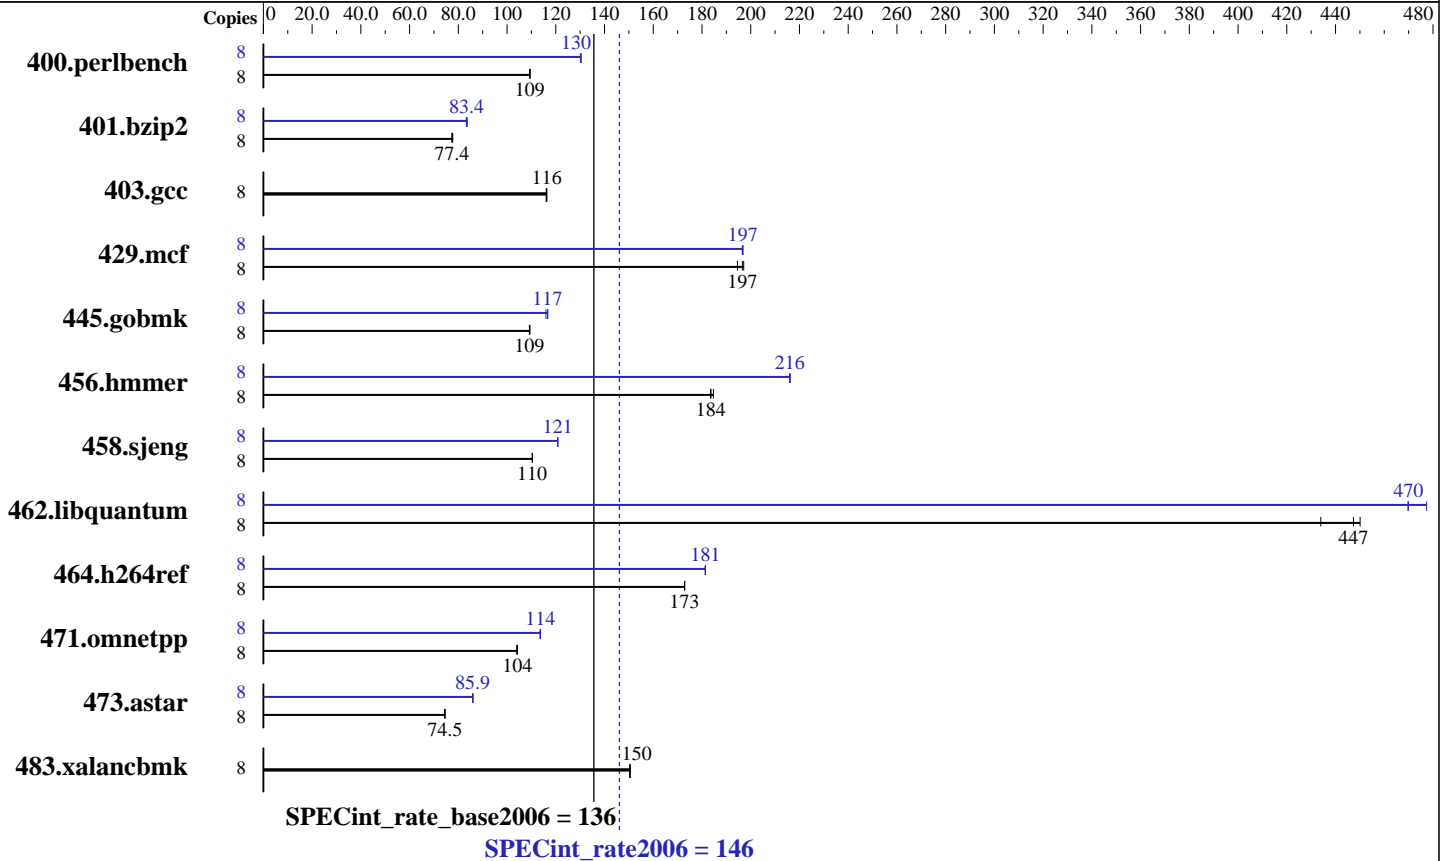 Copies 0 20.0 40.0 60.0 80.0 100 120 140 160 180 200 220 240 260 280 300 320 340 360 380 400 420 440 480
400.perlbench 8 130
8 109
401.bzip2 8 83.4
8 77.4
403.gcc 8 116
429.mcf 8 197
8 197
445.gobmk 8 117
8 109
456.hmmer 8 216
8 184
458.sjeng 8 121
8 110
462.libquantum 8 470
8 447
464.h264ref 8 181
8 173
471.omnetpp 8 114
8 104
473.astar 8 85.9
8 74.5
483.xalancbmk 8 150
SPECint_rate_base2006 = 136
SPECint_rate2006 = 146